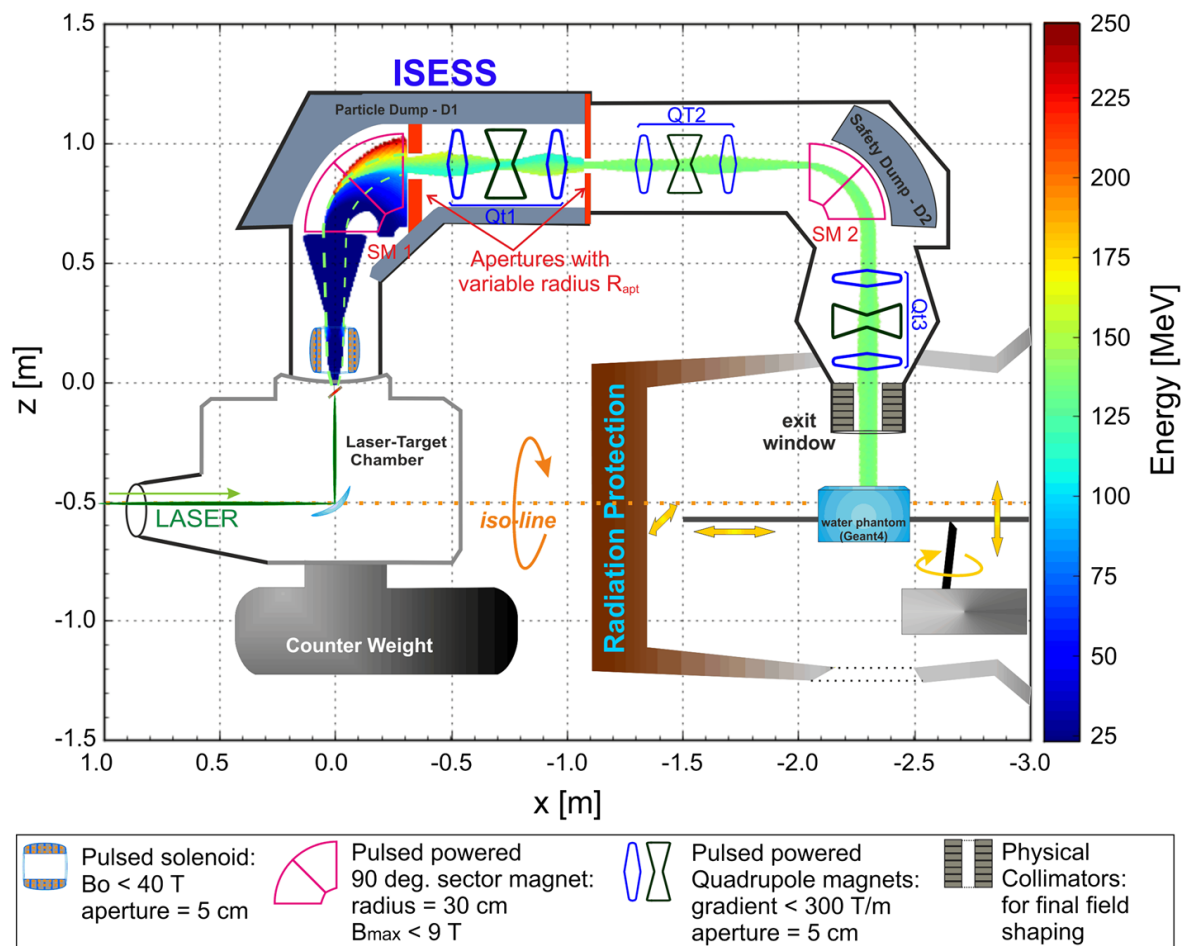 ISESS
Particle Dump - D1
QT2
Safety Dump - D2
Qt1
SM 1
SM 2
Apertures with
variable radius Rapt
Qt3
exit
window
Laser-Target
Chamber
LASER
iso-line
Radiation Protection
water phantom
(Geant4)
Counter Weight
1.5
1.0
0.5
0.0
-0.5
-1.0
-1.5
z [m]
1.0
0.5
0.0
-0.5
-1.0
-1.5
-2.0
-2.5
-3.0
x [m]
250
225
200
175
150
125
100
75
50
25
Energy [MeV]
Pulsed solenoid:
Bo < 40 T
aperture = 5 cm
Pulsed powered
90 deg. sector magnet:
radius = 30 cm
Bmax < 9 T
Pulsed powered
Quadrupole magnets:
gradient < 300 T/m
aperture = 5 cm
Physical
Collimators:
for final field
shaping